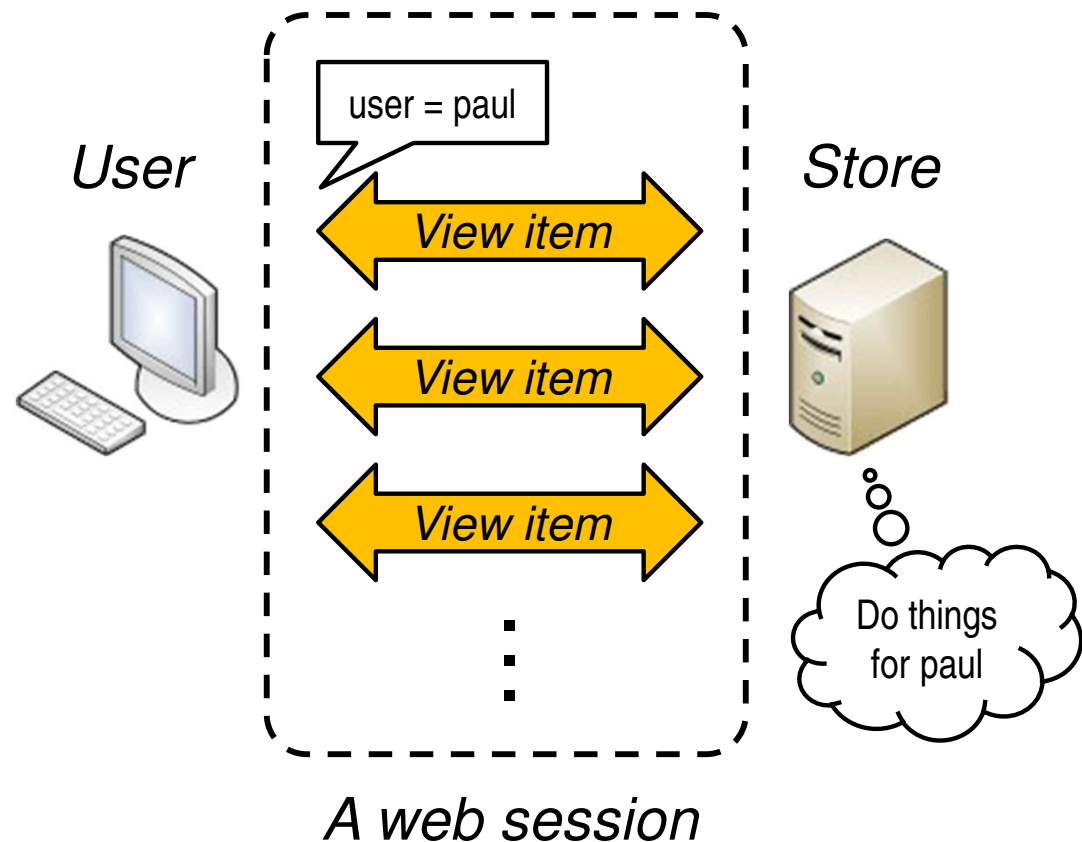 user = paul
User
Store
View item
View item
View item
Do things
for paul
A web session